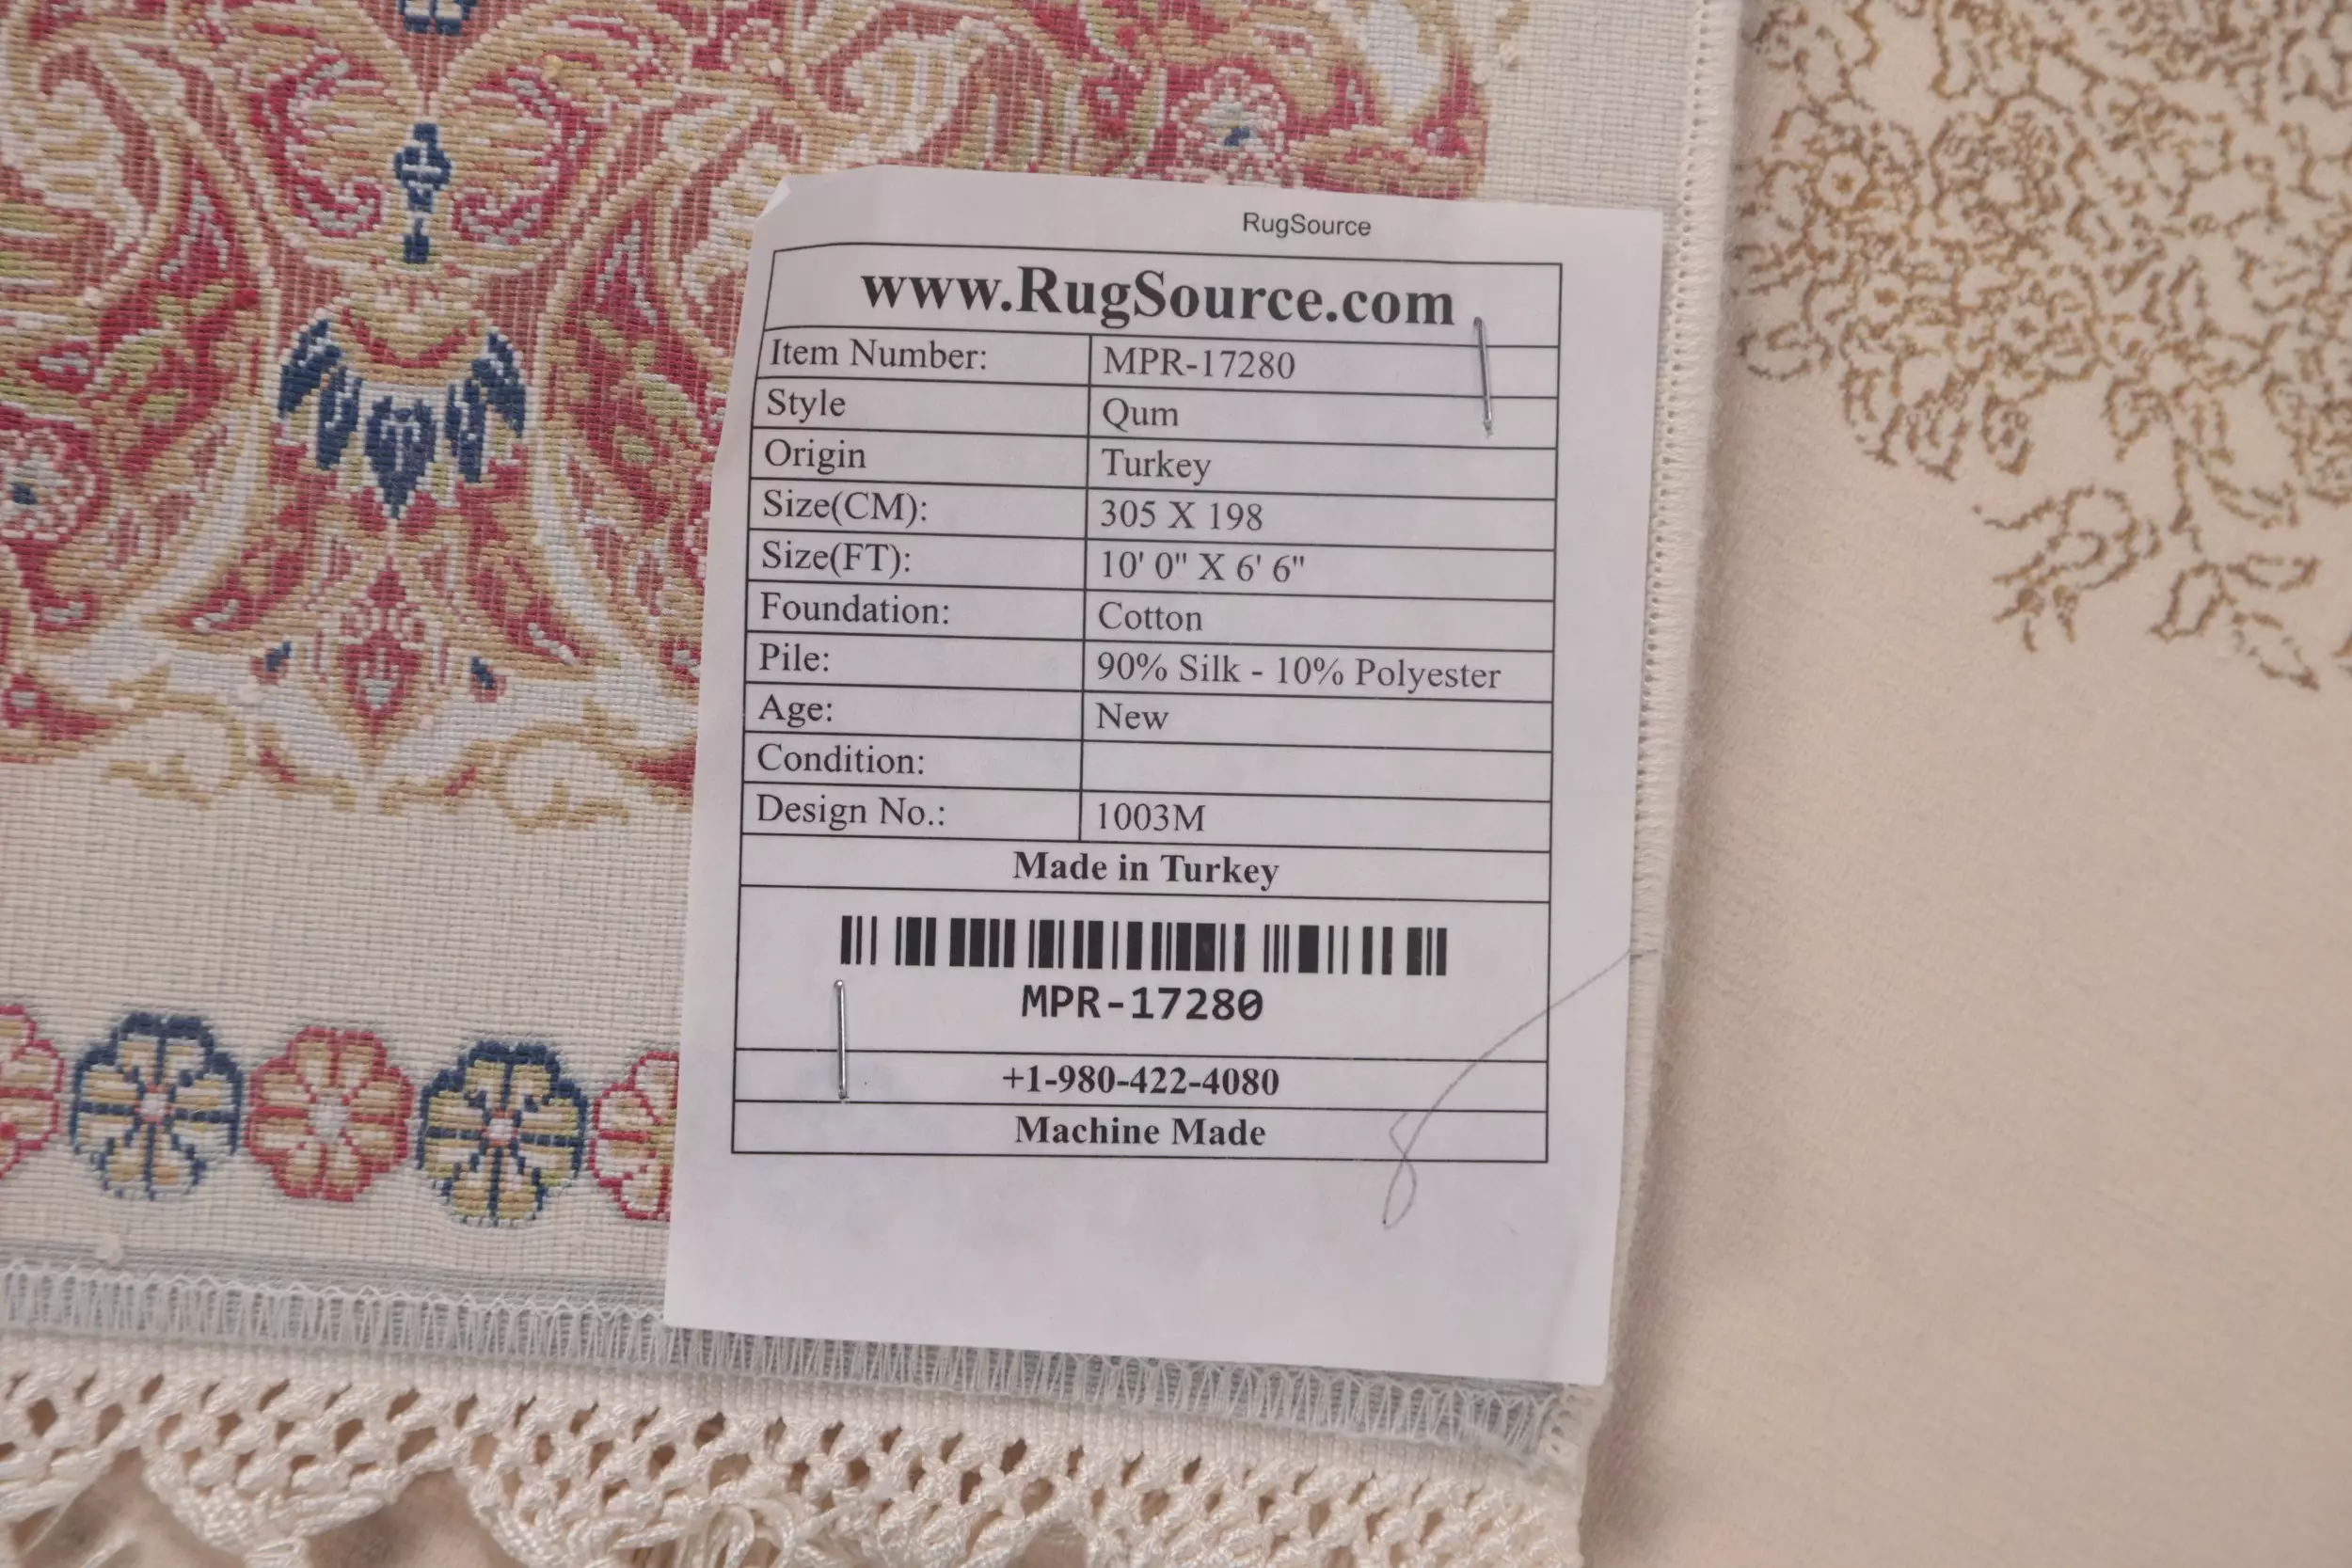 RugSource
www.RugSource.com
Item Number: MPR-17280
Style Qum
Origin Turkey
Size(CM): 305 X 198
Size(FT): 10' 0" X 6' 6"
Foundation: Cotton
Pile: 90% Silk - 10% Polyester
Age: New
Condition:
Design No.: 1003M
Made in Turkey
MPR-17280
+1-980-422-4080
Machine Made